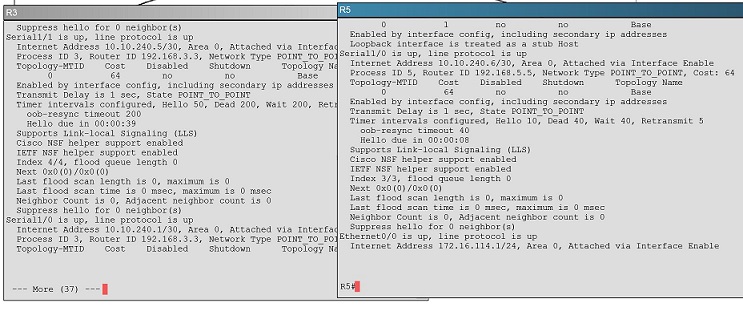 R3
Suppress hello for 0 neighbor(s)
Serial1/1 is up, line protocol is up
Internet Address 10.10.240.5/30, Area 0, Attached via Interfac
Process ID 3, Router ID 192.168.3.3, Network Type POINT_TO_POI
Topology-MTID Cost Disabled Shutdown Topology Na
0 64 no no Base
Enabled by interface config, including secondary ip addresses
Transmit Delay is 1 sec, State POINT_TO_POINT
Timer intervals configured, Hello 50, Dead 200, Wait 200, Retr
oob-resync timeout 200
Hello due in 00:00:39
Supports Link-local Signaling (LLS)
Cisco NSF helper support enabled
IETF NSF helper support enabled
Index 4/4, flood queue length 0
Next 0x0(0)/0x0(0)
Last flood scan length is 0, maximum is 0
Last flood scan time is 0 msec, maximum is 0 msec
Neighbor Count is 0, Adjacent neighbor count is 0
Suppress hello for 0 neighbor(s)
Serial1/0 is up, line protocol is up
Internet Address 10.10.240.1/30, Area 0, Attached via Interfac
Process ID 3, Router ID 192.168.3.3, Network Type POINT_TO_POI
Topology-MTID Cost Disabled Shutdown Topology Na
--- More (37) ---
R5
0 1 no no Base
Enabled by interface config, including secondary ip addresses
Loopback interface is treated as a stub Host
Serial1/0 is up, line protocol is up
Internet Address 10.10.240.6/30, Area 0, Attached via Interface Enable
Process ID 5, Router ID 192.168.5.5, Network Type POINT_TO_POINT, Cost: 64
Topology-MTID Cost Disabled Shutdown Topology Name
0 64 no no Base
Enabled by interface config, including secondary ip addresses
Transmit Delay is 1 sec, State POINT_TO_POINT
Timer intervals configured, Hello 10, Dead 40, Wait 40, Retransmit 5
oob-resync timeout 40
Hello due in 00:00:08
Supports Link-local Signaling (LLS)
Cisco NSF helper support enabled
IETF NSF helper support enabled
Index 3/3, flood queue length 0
Next 0x0(0)/0x0(0)
Last flood scan length is 0, maximum is 0
Last flood scan time is 0 msec, maximum is 0 msec
Neighbor Count is 0, Adjacent neighbor count is 0
Suppress hello for 0 neighbor(s)
Ethernet0/0 is up, line protocol is up
Internet Address 172.16.114.1/24, Area 0, Attached via Interface Enable
R5#